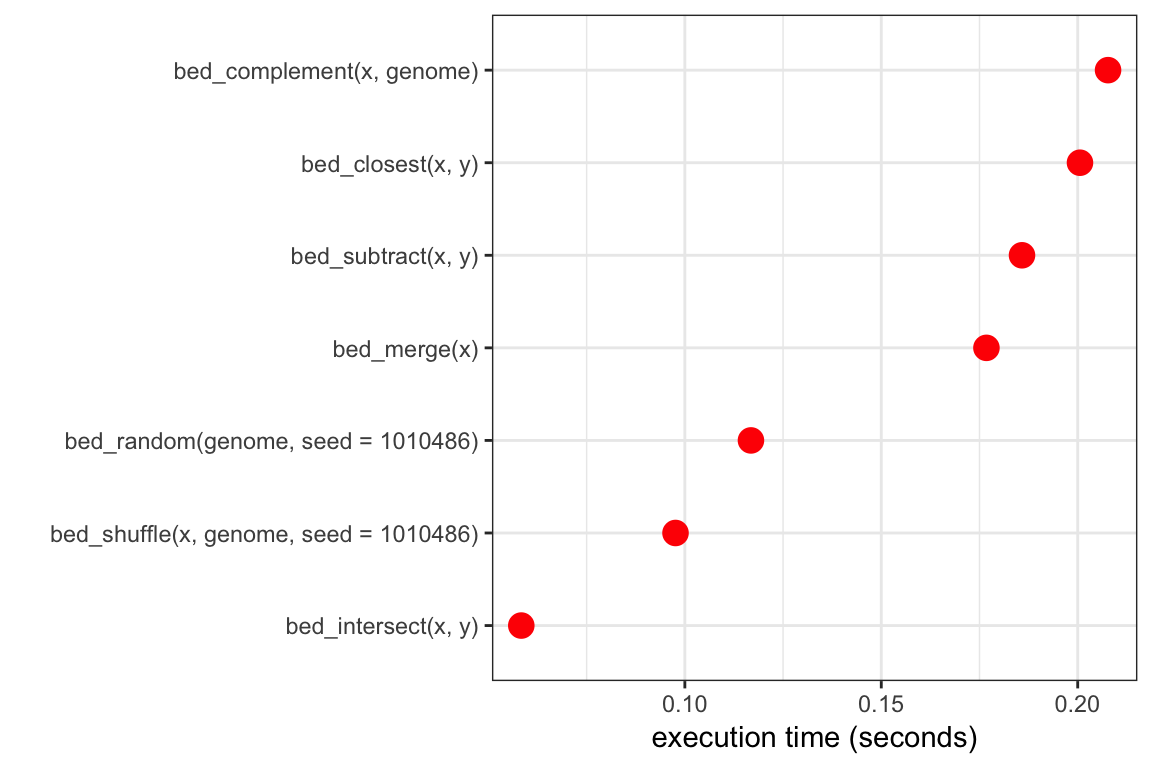 bed_complement(x, genome)
bed_closest(x, y)
bed_subtract(x, y)
bed_merge(x)
bed_random(genome, seed = 1010486)
bed_shuffle(x, genome, seed = 1010486)
bed_intersect(x, y)
0.10 0.15 0.20
execution time (seconds)